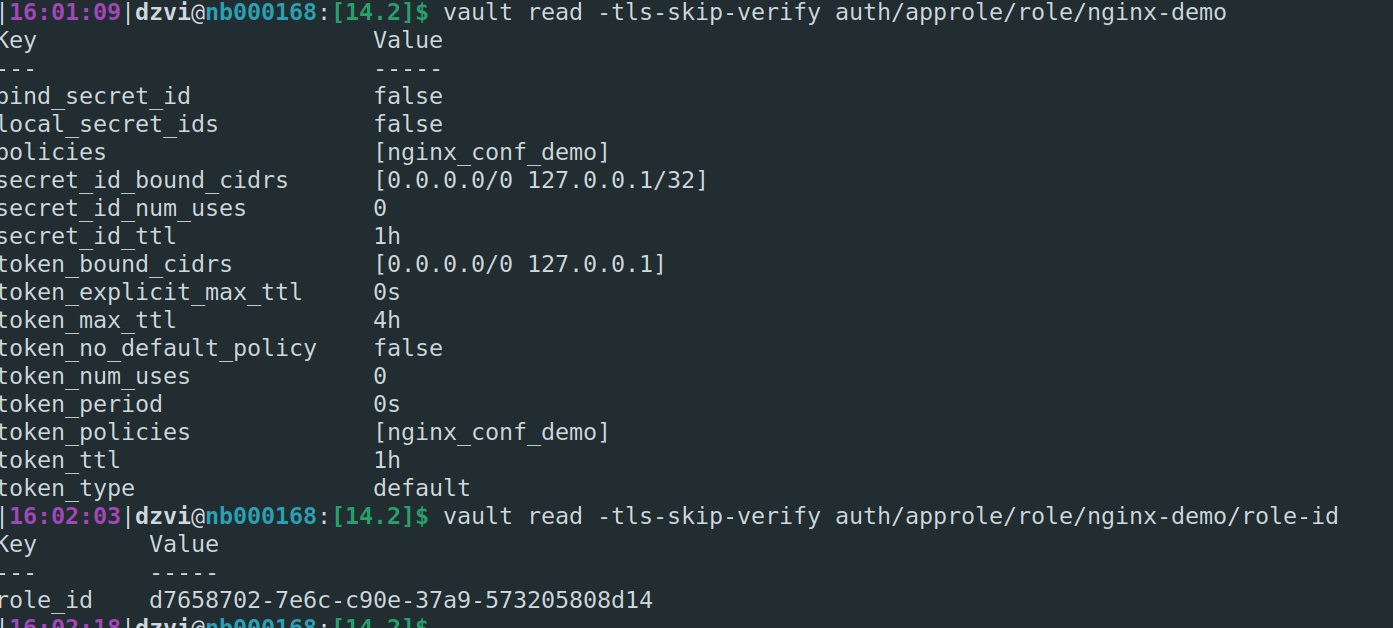 |16:01:09|dzvi@nb000168:[14.2]$ vault read -tls-skip-verify auth/approle/role/nginx-demo
Key                        Value
---                        -----
bind_secret_id             false
local_secret_ids           false
policies                   [nginx_conf_demo]
secret_id_bound_cidrs      [0.0.0.0/0 127.0.0.1/32]
secret_id_num_uses         0
secret_id_ttl              1h
token_bound_cidrs          [0.0.0.0/0 127.0.0.1]
token_explicit_max_ttl     0s
token_max_ttl              4h
token_no_default_policy    false
token_num_uses             0
token_period               0s
token_policies             [nginx_conf_demo]
token_ttl                  1h
token_type                 default
|16:02:03|dzvi@nb000168:[14.2]$ vault read -tls-skip-verify auth/approle/role/nginx-demo/role-id
Key        Value
---        -----
role_id    d7658702-7e6c-c90e-37a9-573205808d14
|16:02:18|dzvi@nb000168:[14.2]$